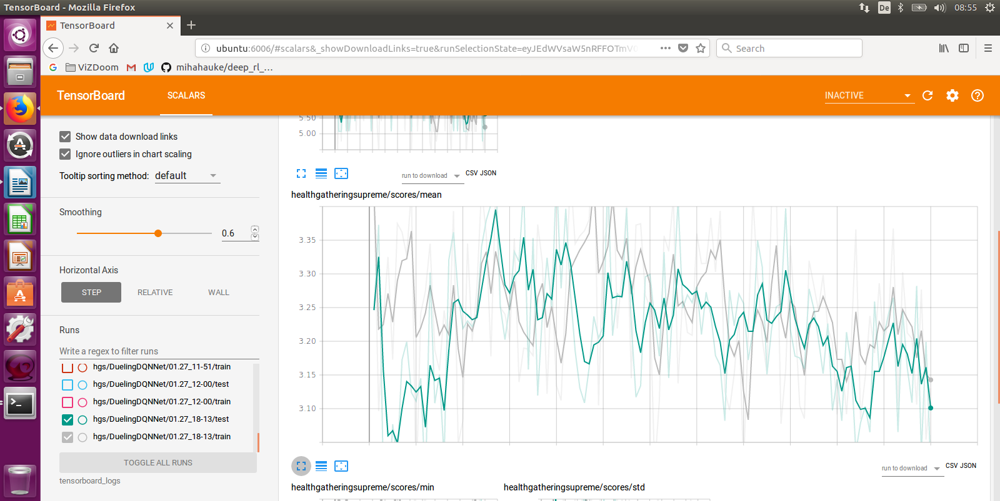 TensorBoard - Mozilla Firefox
De
08:55
TensorBoard
ubuntu:6006/#scalars&_showDownloadLinks=true&runSelectionState=eyJEdWVsaW5nRFFOTmV
Search
ViZDoom
mihahauke/deep_rl_...
TensorBoard
SCALARS
INACTIVE
Show data download links
Ignore outliers in chart scaling
Tooltip sorting method: default
Smoothing
0.6
Horizontal Axis
STEP
RELATIVE
WALL
Runs
Write a regex to filter runs
hgs/DuelingDQNNet/01.27_11-51/train
hgs/DuelingDQNNet/01.27_12-00/test
hgs/DuelingDQNNet/01.27_12-00/train
hgs/DuelingDQNNet/01.27_18-13/test
hgs/DuelingDQNNet/01.27_18-13/train
TOGGLE ALL RUNS
tensorboard_logs
5.50
5.00
run to download
CSV JSON
healthgatheringsupreme/scores/mean
3.35
3.30
3.25
3.20
3.15
3.10
run to download
CSV JSON
healthgatheringsupreme/scores/min
healthgatheringsupreme/scores/std